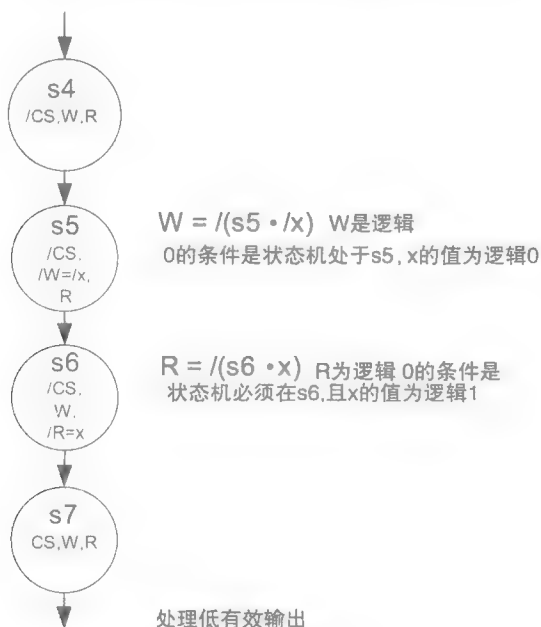 s4
/CS,W,R
s5
/CS.
/W=/x,
R
W = /(s5 • /x) W是逻辑
0的条件是状态机处于s5, x的值为逻辑0
s6
/CS.
W.
/R=x
R = /(s6 •x) R为逻辑 0的条件是
状态机必须在s6,且x的值为逻辑1
s7
CS,W,R
处理低有效输出